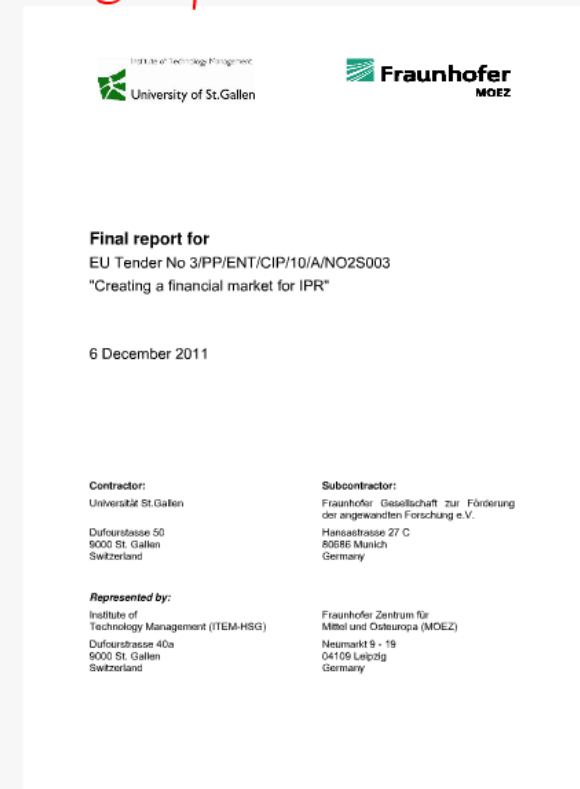 Institute of Technology Management
University of St.Gallen
Fraunhofer
MOEZ
Final report for
EU Tender No 3/PP/ENT/CIP/10/A/NO2S003
"Creating a financial market for IPR"
6 December 2011
Contractor:
Universität St.Gallen
Dufourstasse 50
9000 St. Gallen
Switzerland
Subcontractor:
Fraunhofer Gesellschaft zur Förderung
der angewandten Forschung e.V.
Hansastrasse 27 C
80686 Munich
Germany
Represented by:
Institute of
Technology Management (ITEM-HSG)
Dufourstrasse 40a
9000 St. Gallen
Switzerland
Fraunhofer Zentrum für
Mittel und Osteuropa (MOEZ)
Neumarkt 9 - 19
04109 Leipzig
Germany